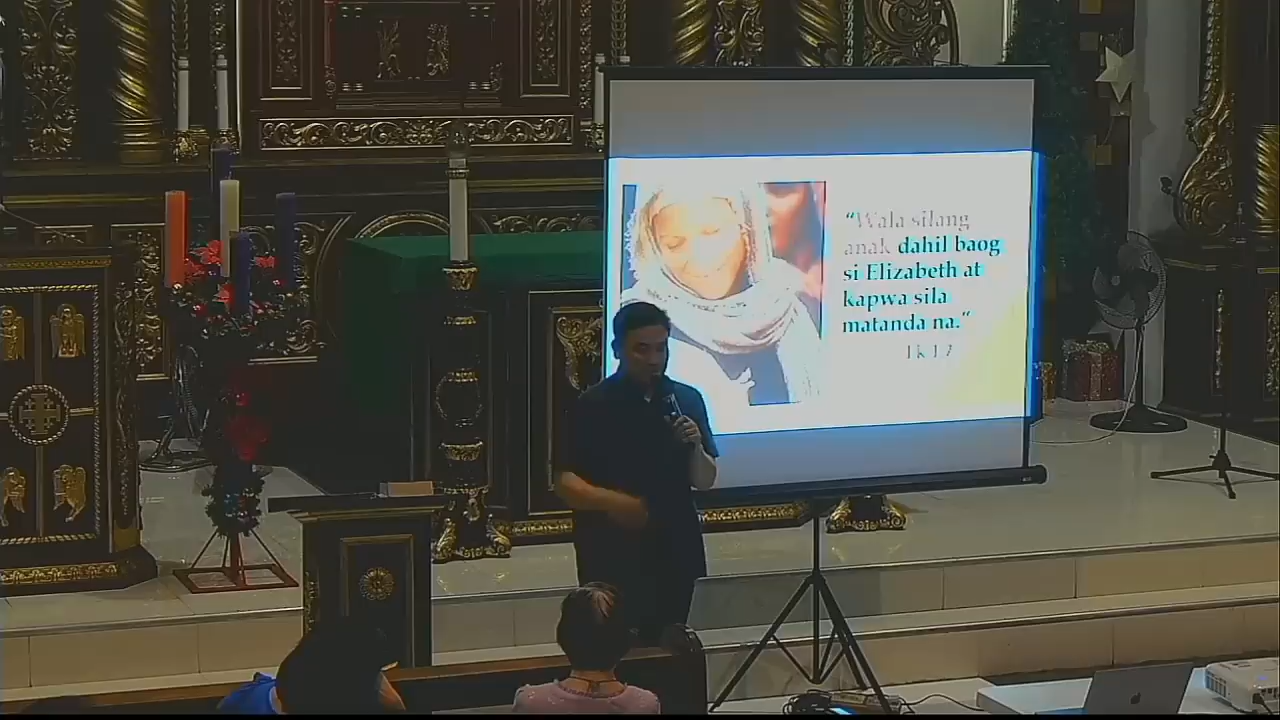 “Wala silang
anak dahil baog
si Elizabeth at
kapwa sila
matanda na.”
lk 1 7